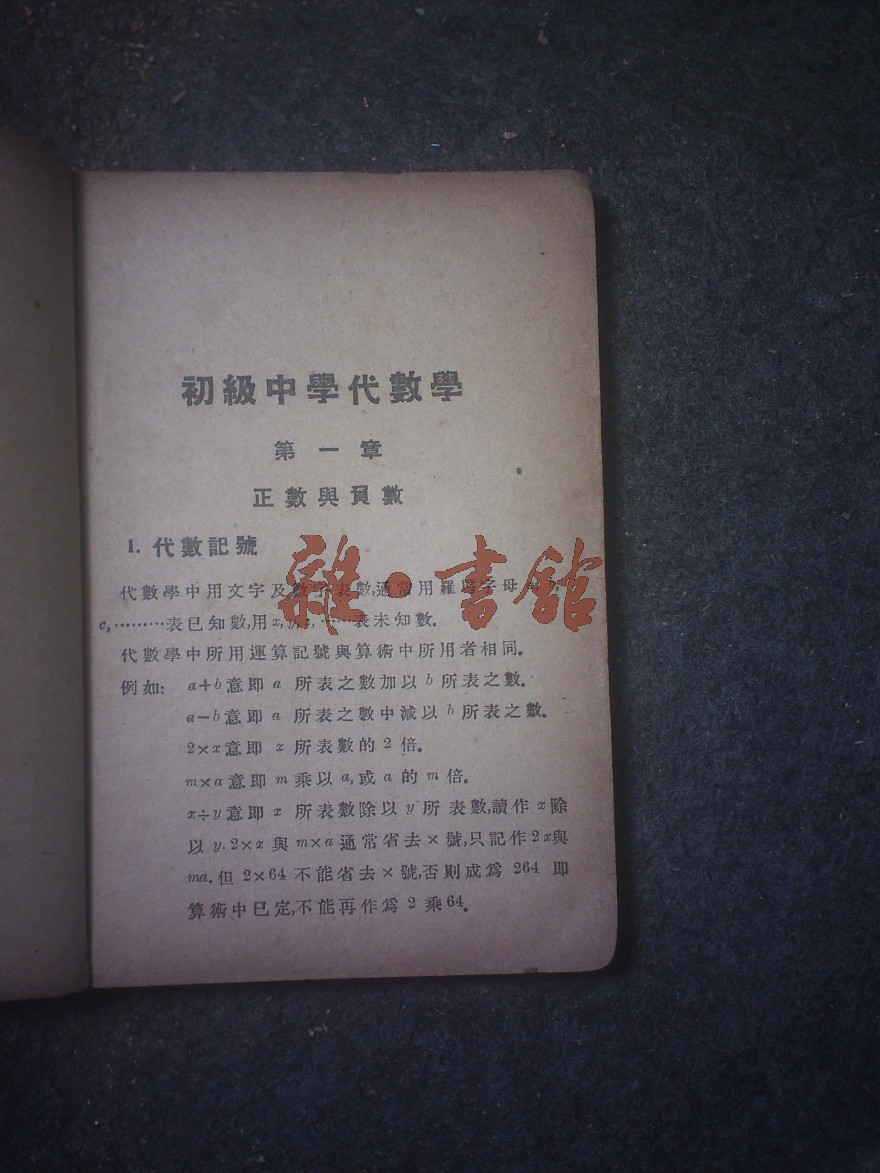 初級中學代數學
第一章
正數與負數
1. 代數記號
代數學中用文字及數字表數,通常用羅馬字母 a, b,
c,………表已知數,用 x, y, z, ……表未知數.
代數學中所用運算記號與算術中所用者相同.
例如: a+b 意即 a 所表之數加以 b 所表之數.
a−b 意即 a 所表之數中減以 b 所表之數.
2×x 意即 x 所表數的 2 倍.
m×a 意即 m 乘以 a, 或 a 的 m 倍.
x÷y 意即 x 所表數除以 y 所表數,讀作 x 除
以 y. 2×x 與 m×a 通常省去 × 號,只記作 2x 與
ma. 但 2×64 不能省去 × 號,否則成爲 264 即
算術中已定,不能再作爲 2 乘 64.
雜·書館